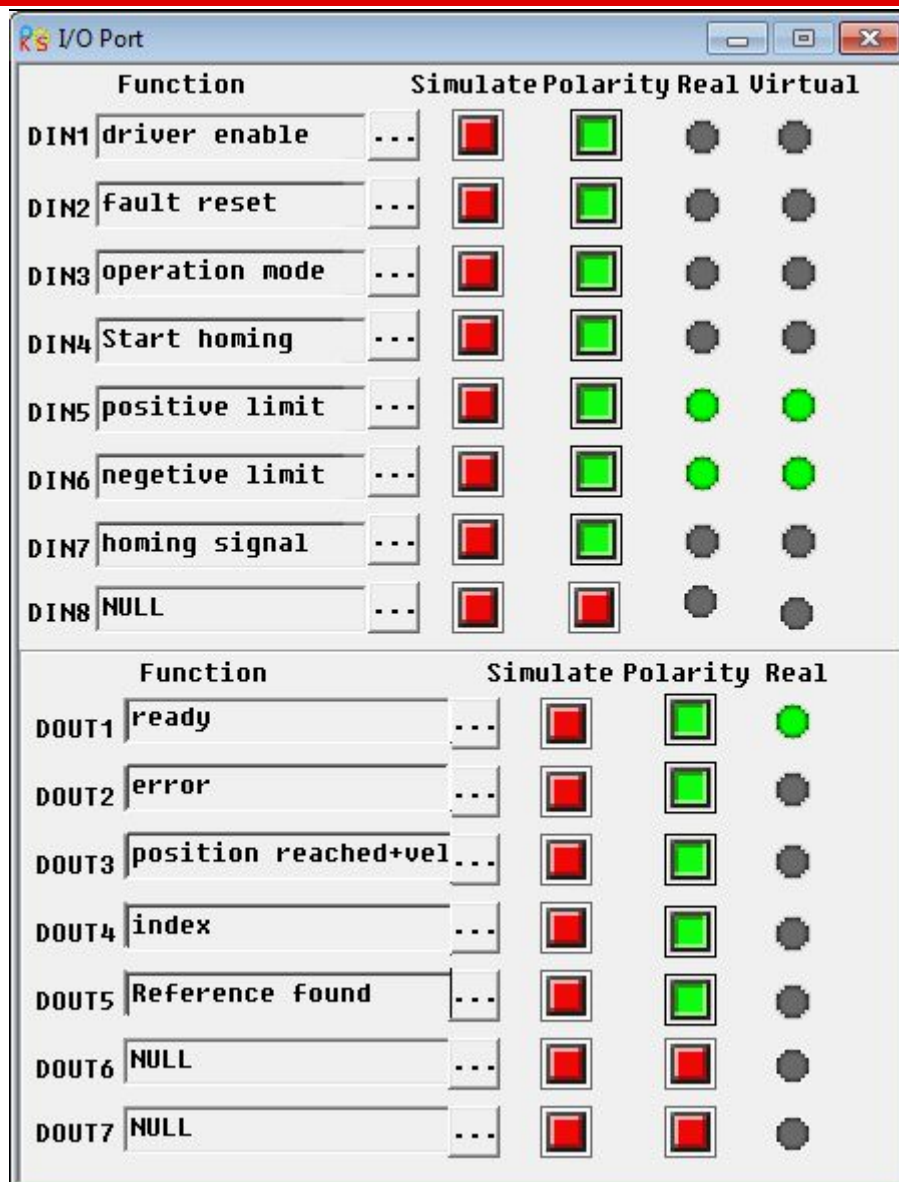 I/O Port
Function Simulate Polarity Real Virtual
DIN1 driver enable ...
DIN2 fault reset ...
DIN3 operation mode ...
DIN4 Start homing ...
DIN5 positive limit ...
DIN6 negetive limit ...
DIN7 homing signal ...
DIN8 NULL ...
Function Simulate Polarity Real
DOUT1 ready ...
DOUT2 error ...
DOUT3 position reached+vel ...
DOUT4 index ...
DOUT5 Reference found ...
DOUT6 NULL ...
DOUT7 NULL ...